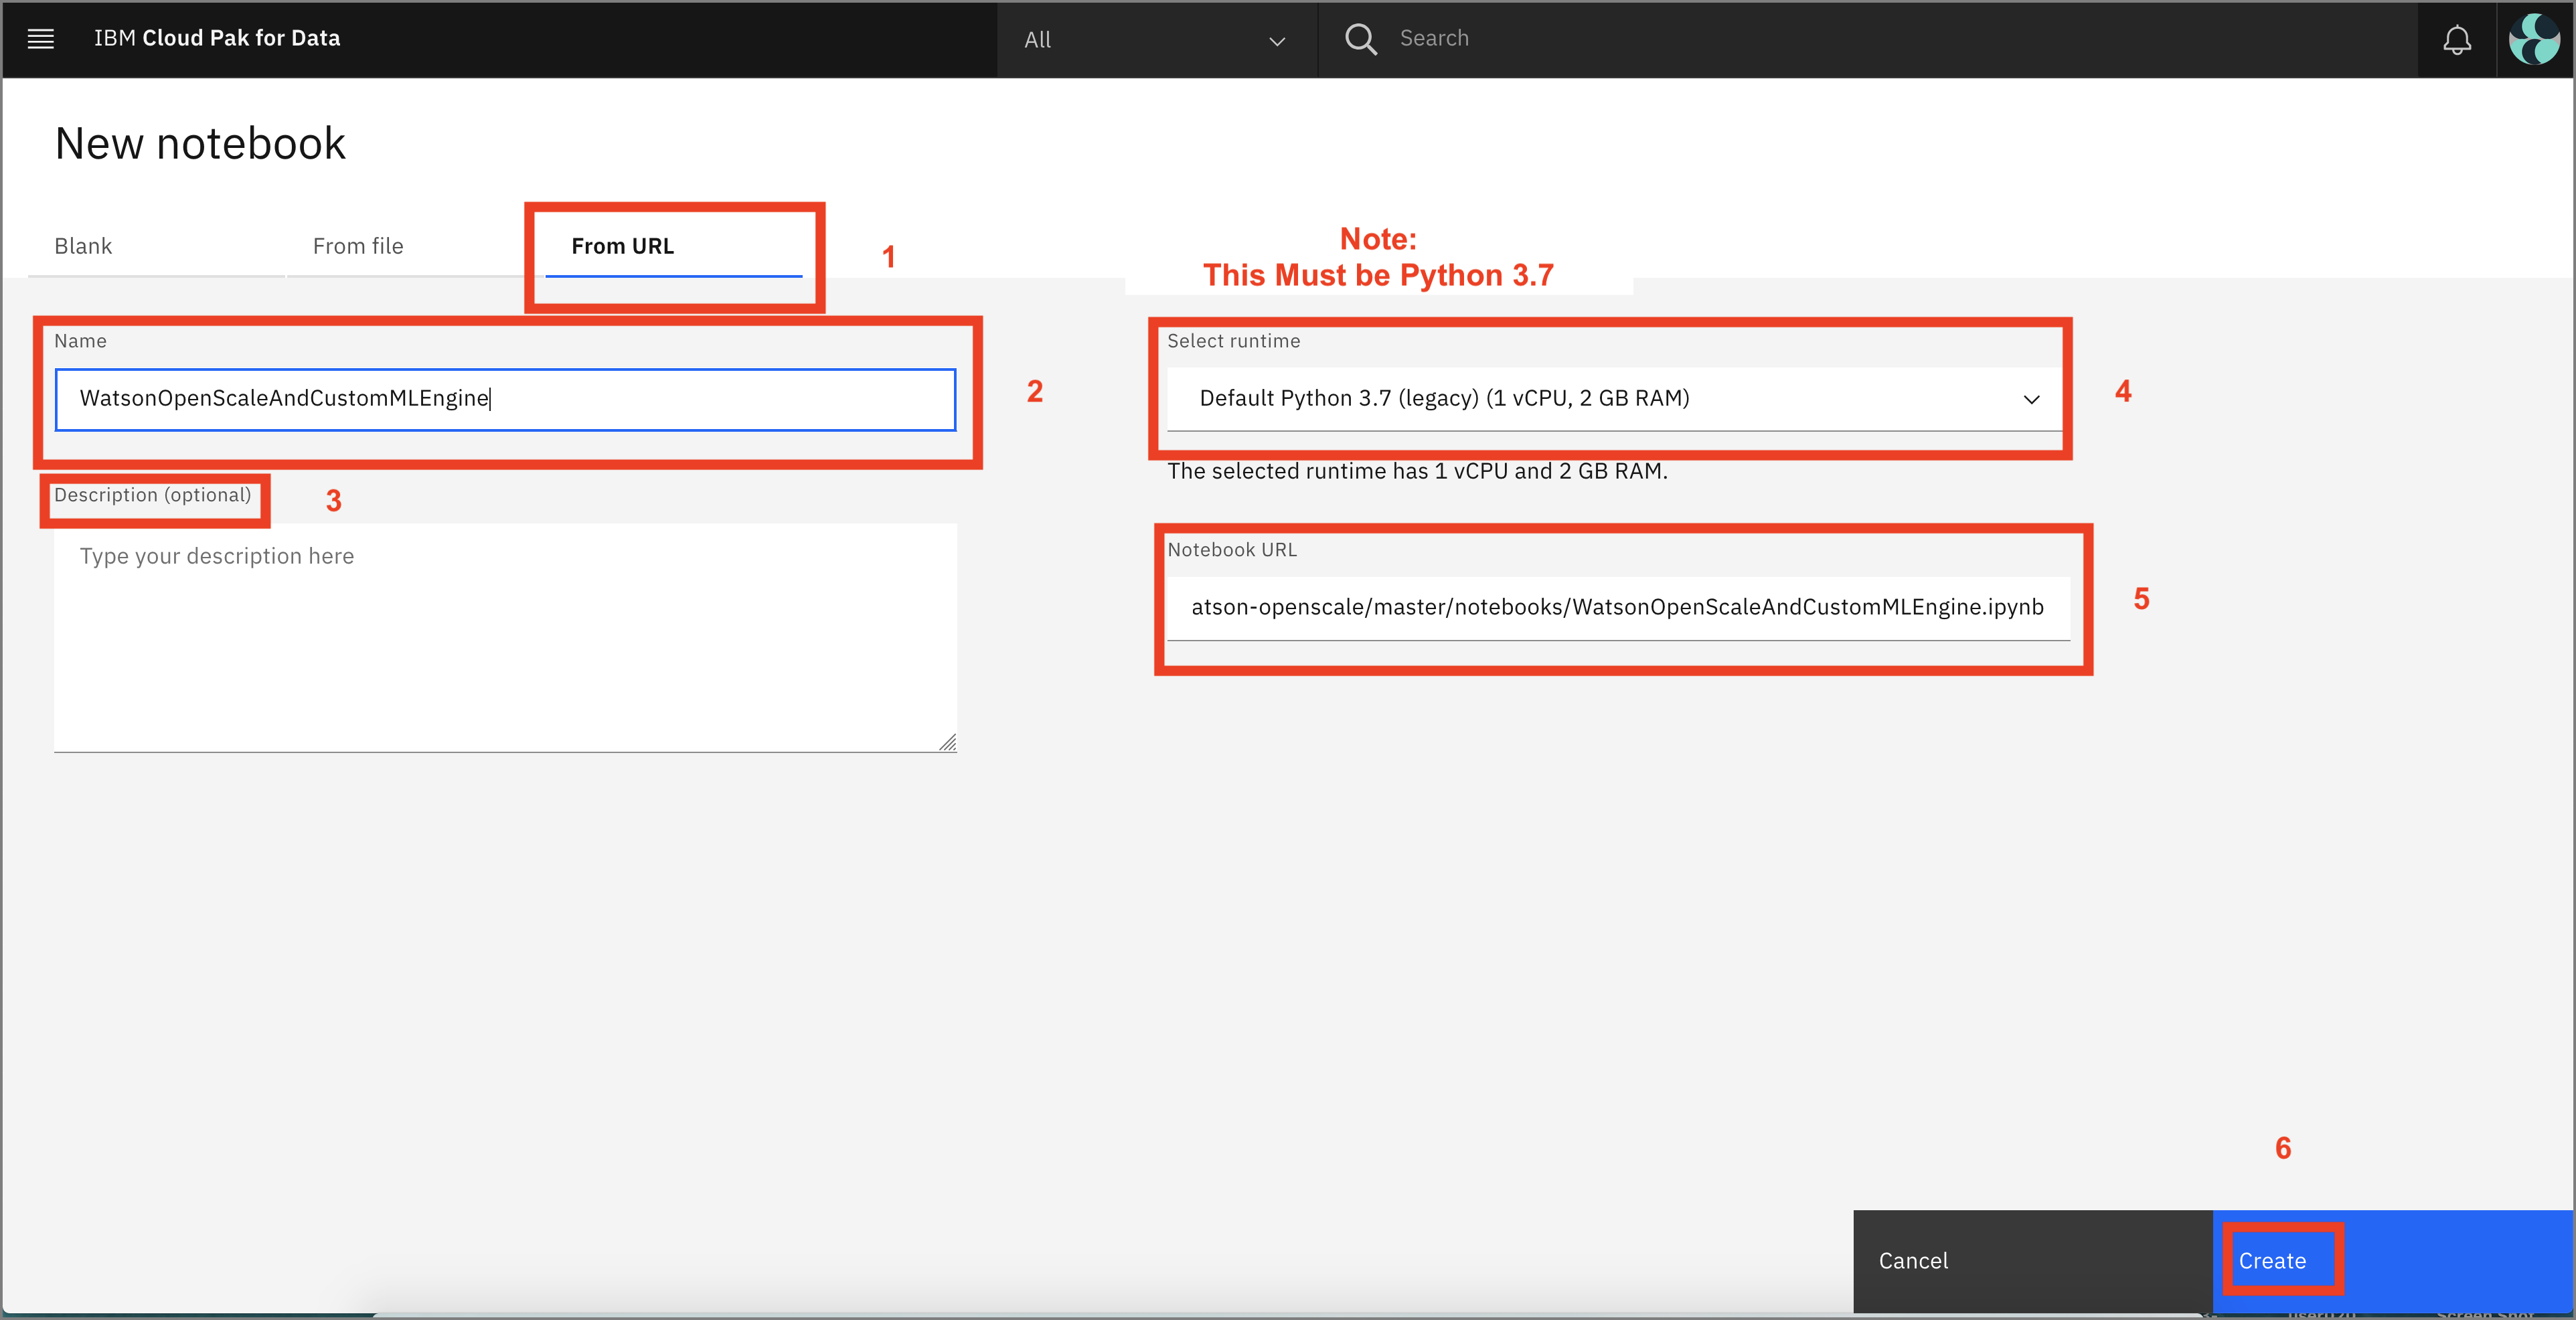 IBM Cloud Pak for Data
All
Search
New notebook
Blank
From file
From URL
1
Note:
This Must be Python 3.7
Name
WatsonOpenScaleAndCustomMLEngine
2
Select runtime
Default Python 3.7 (legacy) (1 vCPU, 2 GB RAM)
4
The selected runtime has 1 vCPU and 2 GB RAM.
Description (optional)
3
Type your description here
Notebook URL
atson-openscale/master/notebooks/WatsonOpenScaleAndCustomMLEngine.ipynb
5
6
Cancel
Create